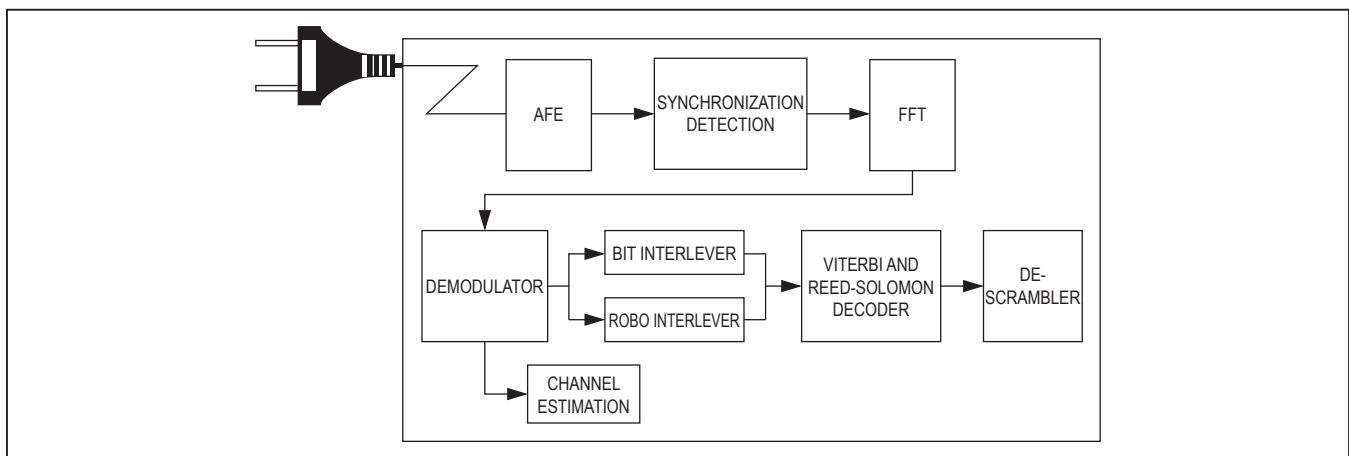 AFE
SYNCHRONIZATION
DETECTION
FFT
DEMODULATOR
BIT INTERLEVER
ROBO INTERLEVER
VITERBI AND
REED-SOLOMON
DECODER
DE-
SCRAMBLER
CHANNEL
ESTIMATION